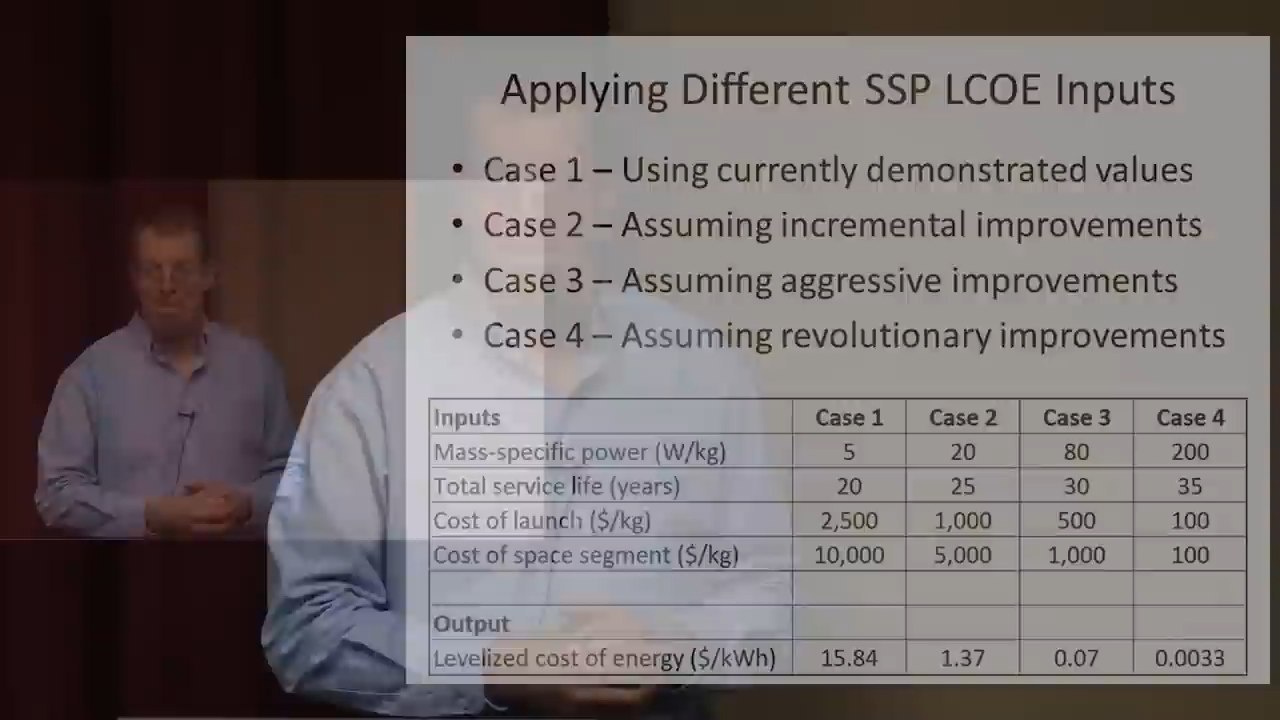 Applying Different SSP LCOE Inputs
• Case 1 – Using currently demonstrated values
• Case 2 – Assuming incremental improvements
• Case 3 – Assuming aggressive improvements
• Case 4 – Assuming revolutionary improvements
Inputs Case 1 Case 2 Case 3 Case 4
Mass-specific power (W/kg) 5 20 80 200
Total service life (years) 20 25 30 35
Cost of launch ($/kg) 2,500 1,000 500 100
Cost of space segment ($/kg) 10,000 5,000 1,000 100
Output
Levelized cost of energy ($/kWh) 15.84 1.37 0.07 0.0033